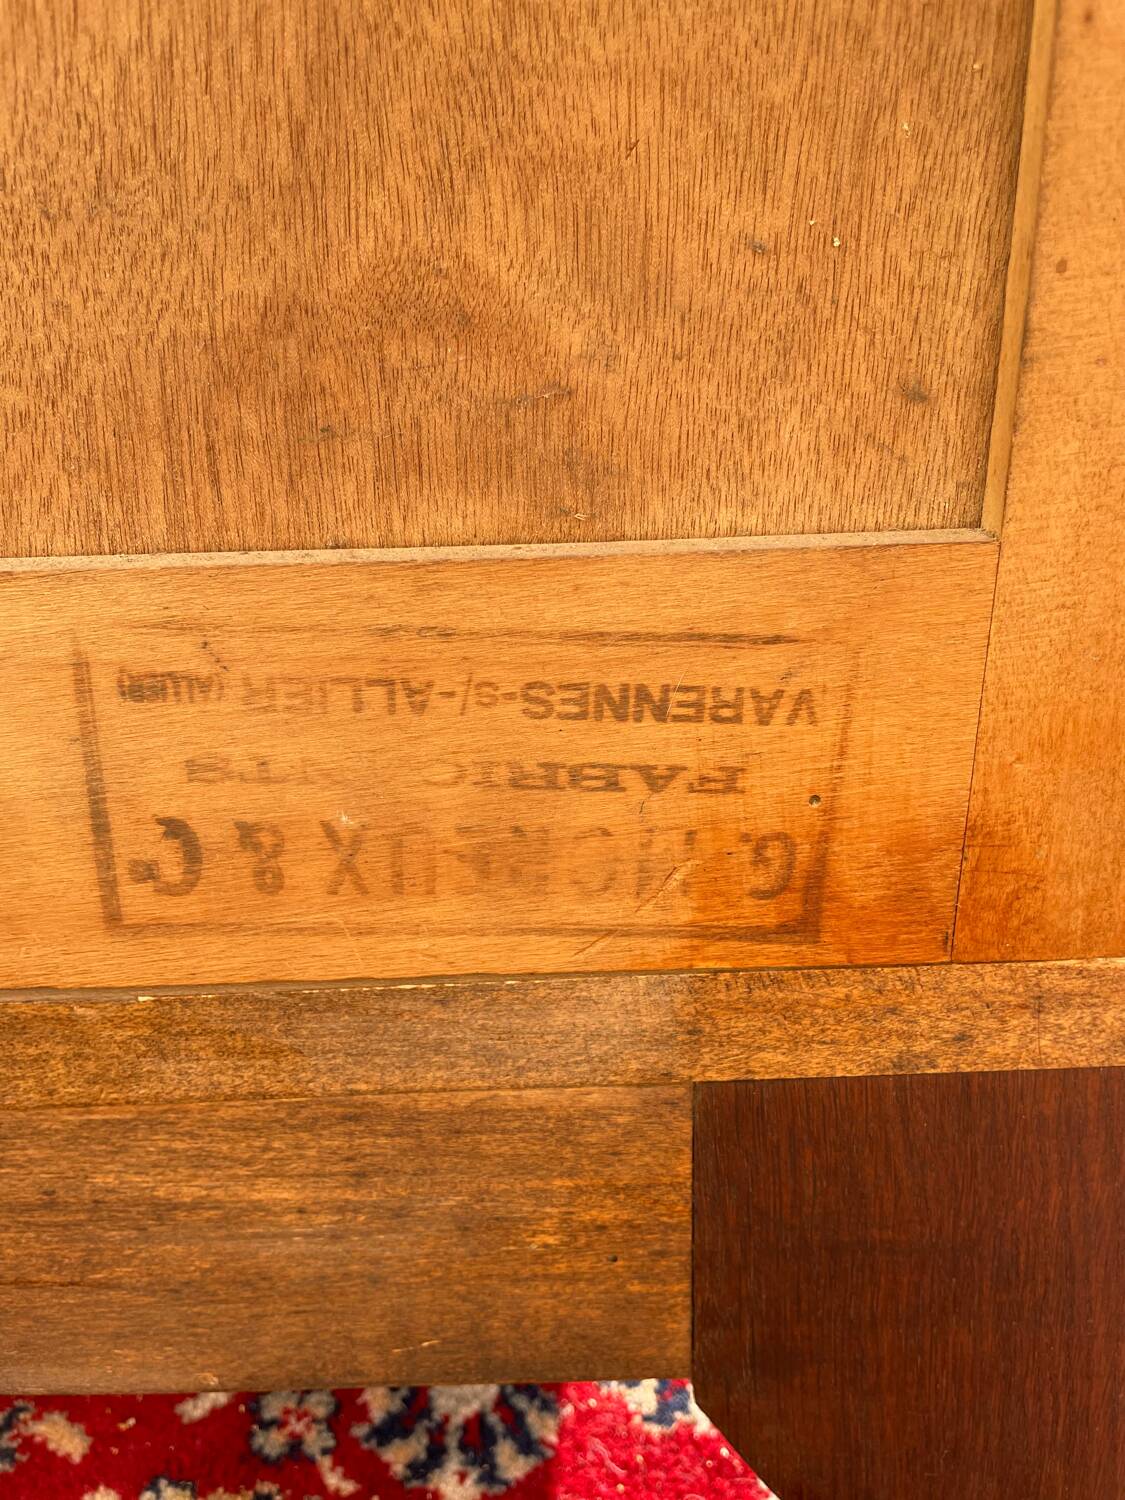 G. & C.
FABRICANTS
VARENNES-s/-ALLIER (ALLIER)